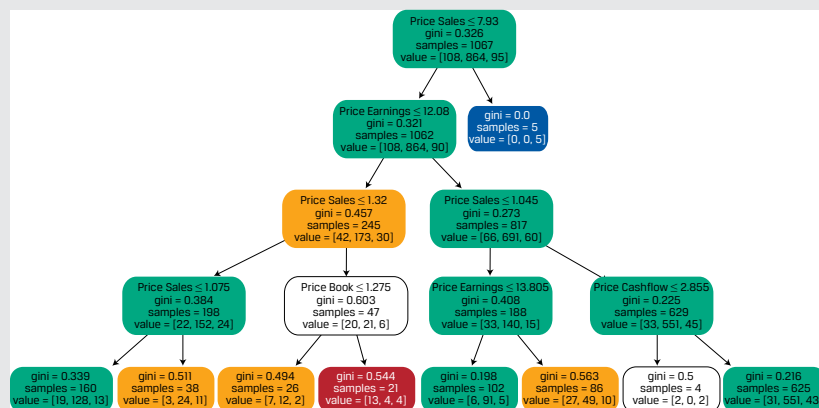 Price Sales ≤ 7.93
gini = 0.326
samples = 1067
value = [108, 864, 95]
Price Earnings ≤ 12.08
gini = 0.321
samples = 1062
value = [108, 864, 90]
gini = 0.0
samples = 5
value = [0, 0, 5]
Price Sales ≤ 1.32
gini = 0.457
samples = 245
value = [42, 173, 30]
Price Sales ≤ 1.045
gini = 0.273
samples = 817
value = [66, 691, 60]
Price Sales ≤ 1.075
gini = 0.384
samples = 198
value = [22, 152, 24]
Price Book ≤ 1.275
gini = 0.603
samples = 47
value = [20, 21, 6]
Price Earnings ≤ 13.805
gini = 0.408
samples = 188
value = [33, 140, 15]
Price Cashflow ≤ 2.855
gini = 0.225
samples = 629
value = [33, 551, 45]
gini = 0.339
samples = 160
value = [19, 128, 13]
gini = 0.511
samples = 38
value = [3, 24, 11]
gini = 0.494
samples = 26
value = [7, 12, 2]
gini = 0.544
samples = 21
value = [13, 4, 4]
gini = 0.198
samples = 102
value = [6, 91, 5]
gini = 0.563
samples = 86
value = [27, 49, 10]
gini = 0.5
samples = 4
value = [2, 0, 2]
gini = 0.216
samples = 625
value = [31, 551, 43]